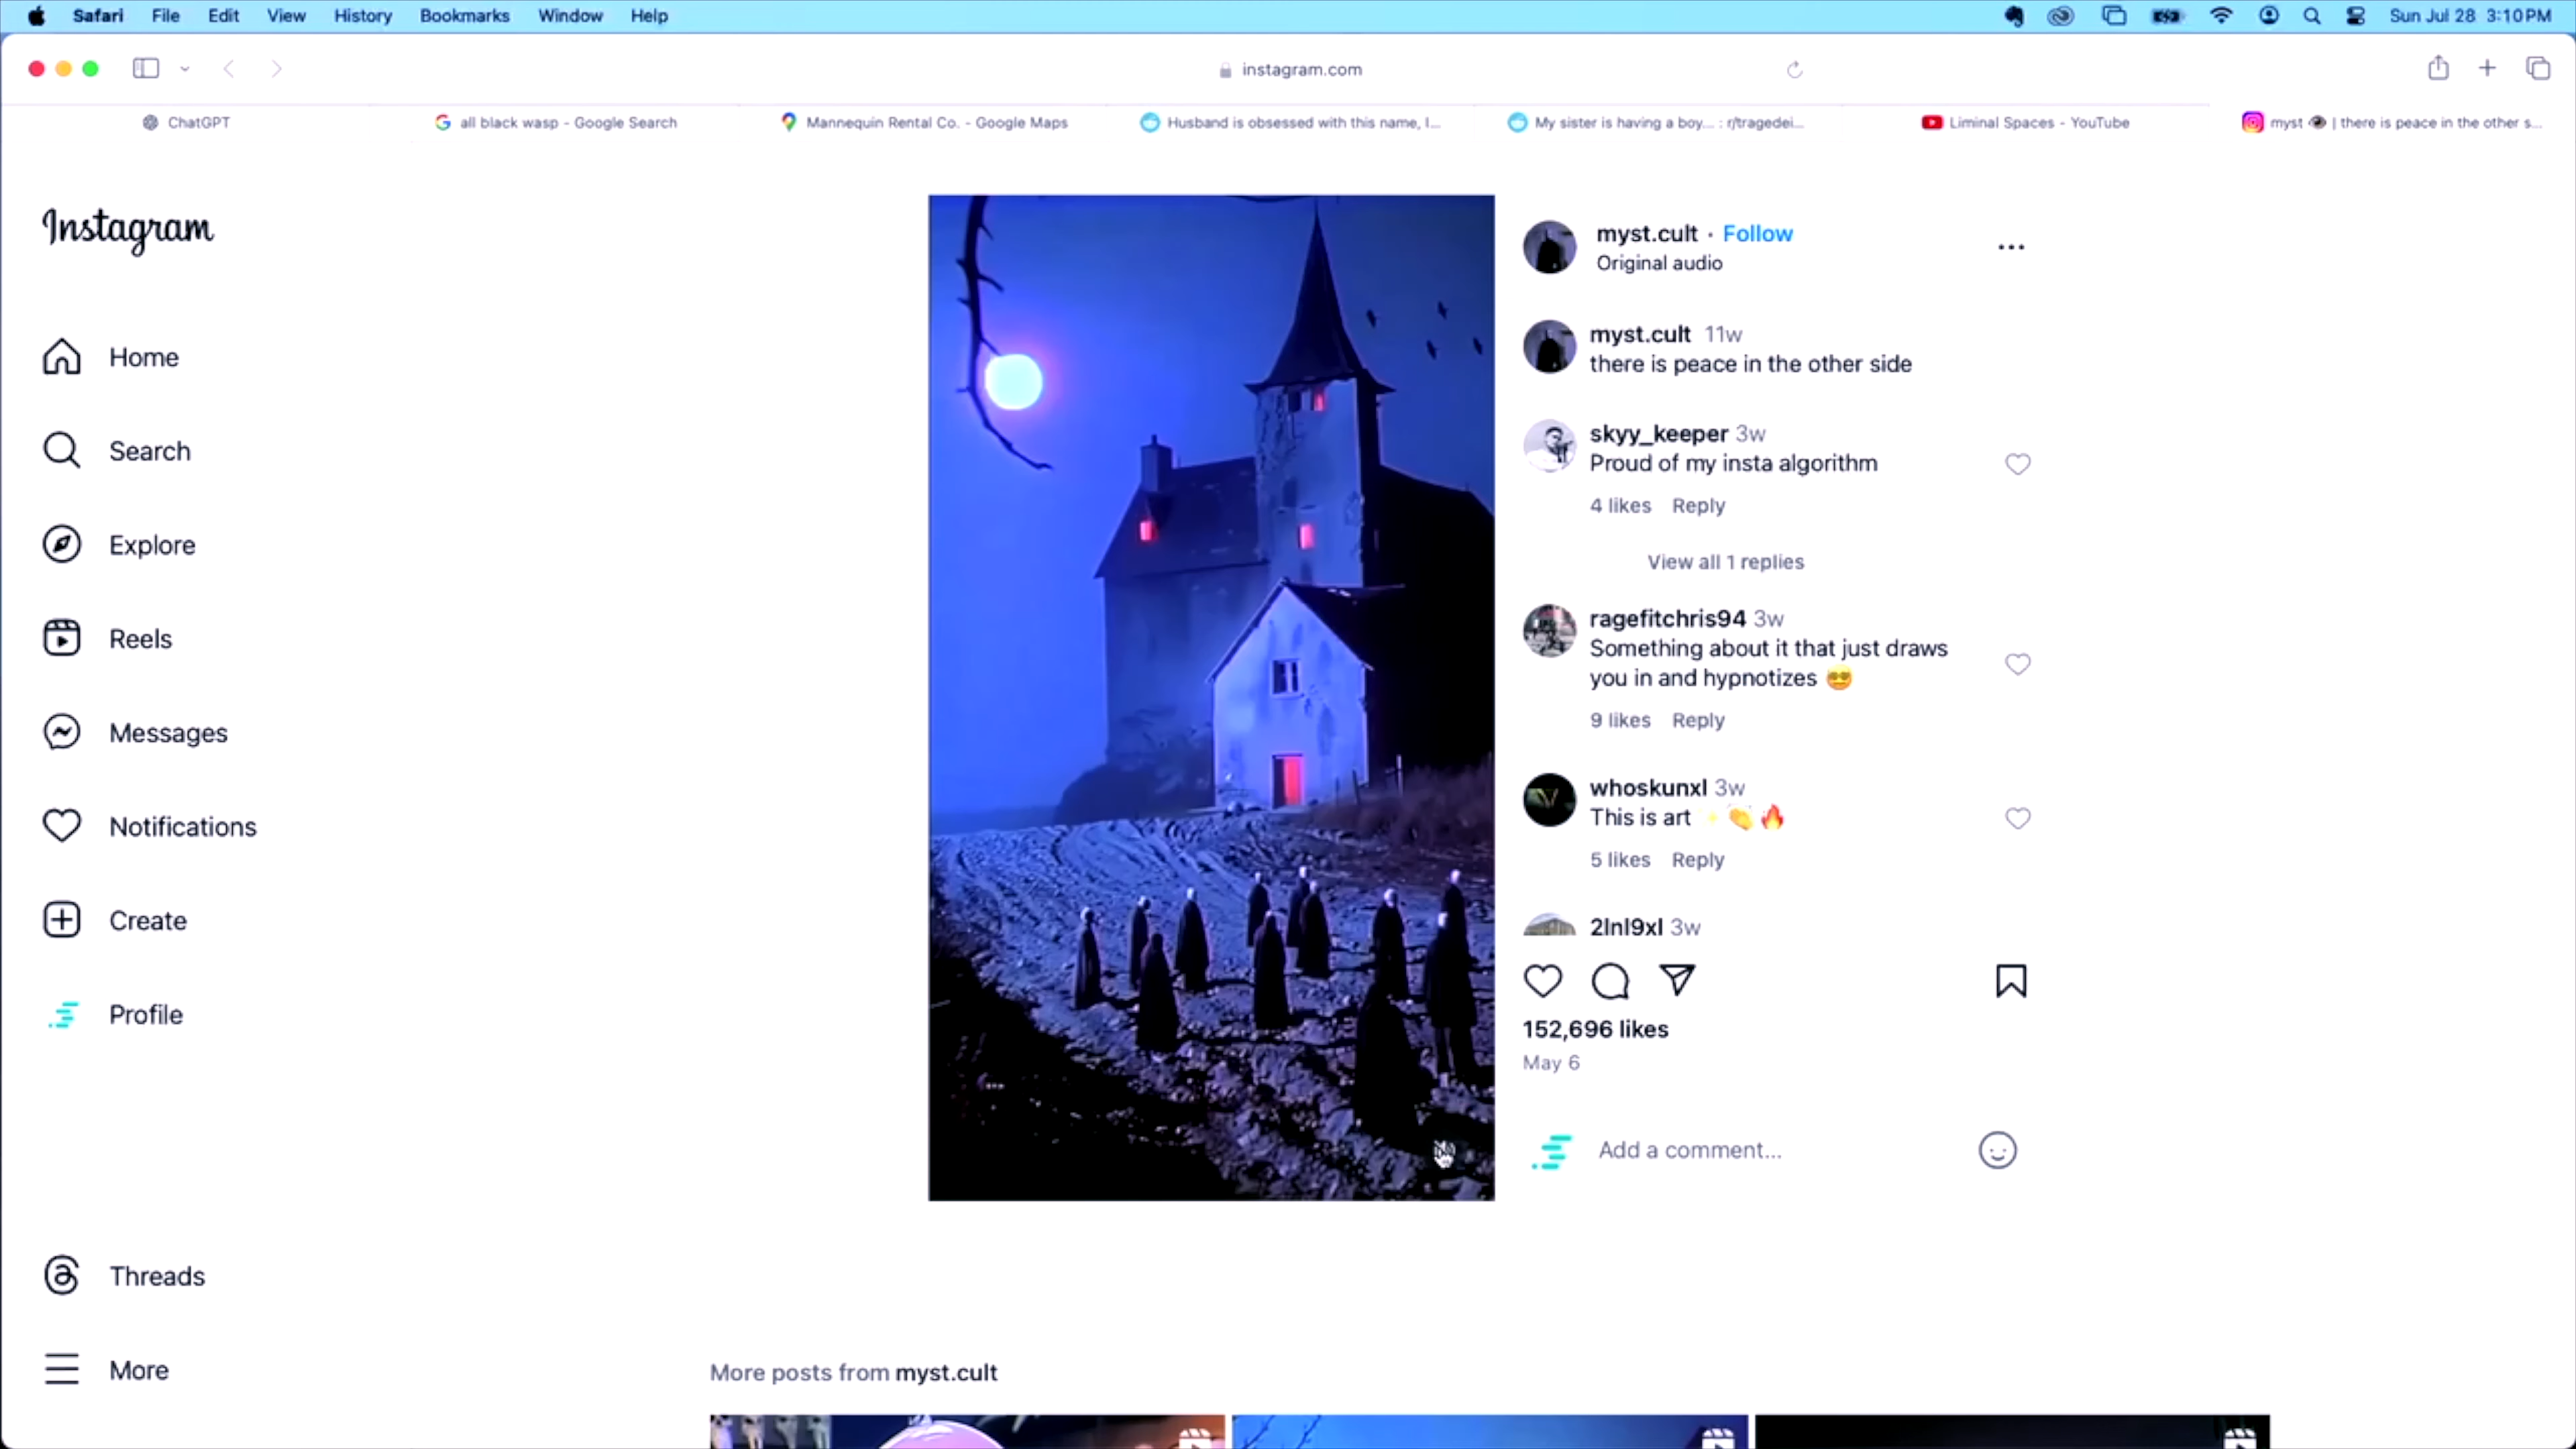 Safari File Edit View History Bookmarks Window Help
Sun Jul 28 3:10 PM
instagram.com
ChatGPT
all black wasp - Google Search
Mannequin Rental Co. - Google Maps
Husband is obsessed with this name, I...
My sister is having a boy... : r/tragedei...
Liminal Spaces - YouTube
myst 👁 | there is peace in the other s...
Instagram
Home
Search
Explore
Reels
Messages
Notifications
Create
Profile
Threads
More
myst.cult • Follow
Original audio
myst.cult 11w
there is peace in the other side
skyy_keeper 3w
Proud of my insta algorithm
4 likes Reply
View all 1 replies
ragefitchris94 3w
Something about it that just draws
you in and hypnotizes 😵‍💫
9 likes Reply
whoskunxl 3w
This is art ✨👏🔥
5 likes Reply
2lnl9xl 3w
152,696 likes
May 6
Add a comment...
More posts from myst.cult